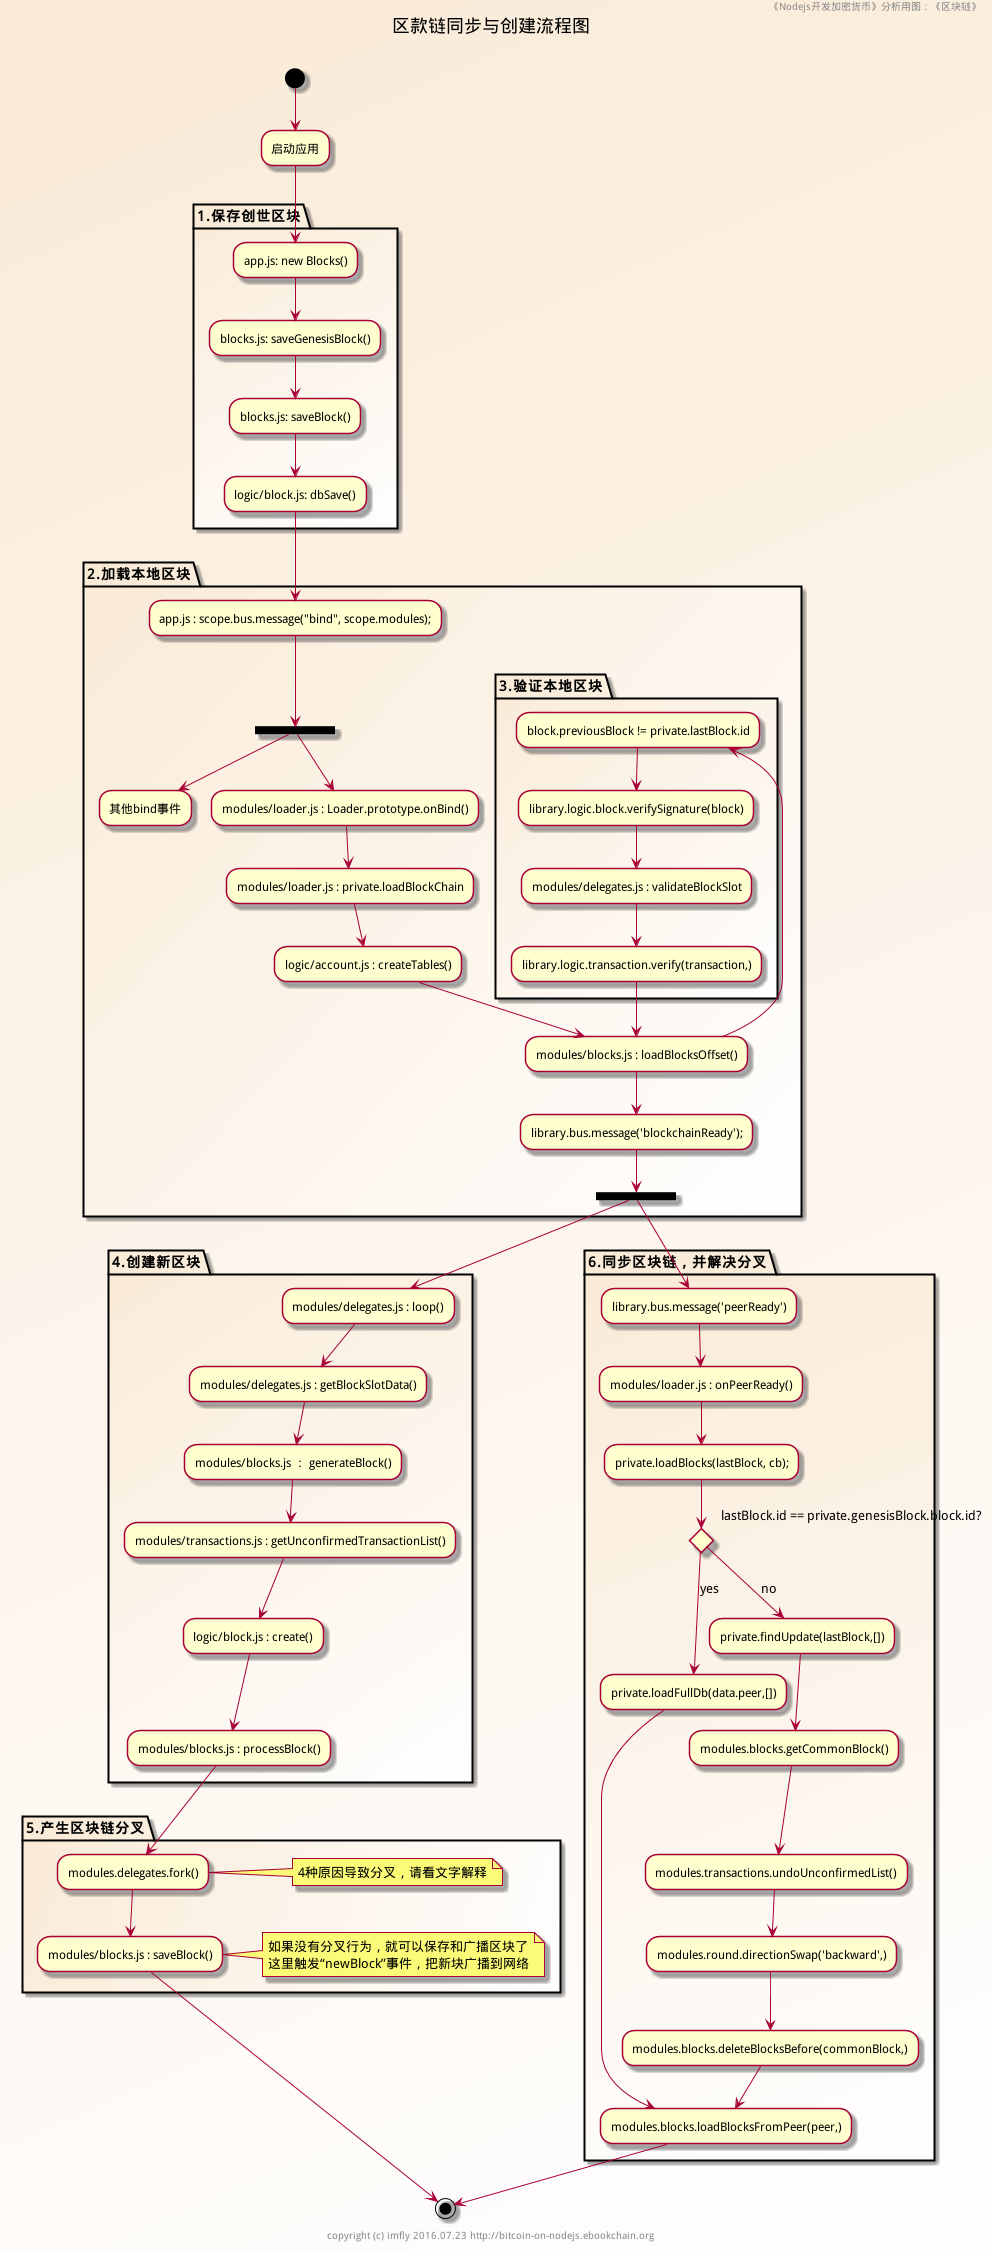 《Nodejs开发加密货币》分析用图：《区块链》
区款链同步与创建流程图
启动应用
1.保存创世区块
app.js: new Blocks()
blocks.js: saveGenesisBlock()
blocks.js: saveBlock()
logic/block.js: dbSave()
2.加载本地区块
app.js : scope.bus.message("bind", scope.modules);
3.验证本地区块
block.previousBlock != private.lastBlock.id
其他bind事件
modules/loader.js : Loader.prototype.onBind()
library.logic.block.verifySignature(block)
modules/loader.js : private.loadBlockChain
modules/delegates.js : validateBlockSlot
logic/account.js : createTables()
library.logic.transaction.verify(transaction,)
modules/blocks.js : loadBlocksOffset()
library.bus.message('blockchainReady');
4.创建新区块
6.同步区块链，并解决分叉
modules/delegates.js : loop()
library.bus.message('peerReady')
modules/delegates.js : getBlockSlotData()
modules/loader.js : onPeerReady()
modules/blocks.js ： generateBlock()
private.loadBlocks(lastBlock, cb);
lastBlock.id == private.genesisBlock.block.id?
modules/transactions.js : getUnconfirmedTransactionList()
yes
no
logic/block.js : create()
private.findUpdate(lastBlock,[])
private.loadFullDb(data.peer,[])
modules/blocks.js : processBlock()
modules.blocks.getCommonBlock()
5.产生区块链分叉
modules.delegates.fork()
4种原因导致分叉，请看文字解释
modules.transactions.undoUnconfirmedList()
modules/blocks.js : saveBlock()
如果没有分叉行为，就可以保存和广播区块了
这里触发“newBlock”事件，把新块广播到网络
modules.round.directionSwap('backward',)
modules.blocks.deleteBlocksBefore(commonBlock,)
modules.blocks.loadBlocksFromPeer(peer,)
copyright (c) imfly 2016.07.23 http://bitcoin-on-nodejs.ebookchain.org